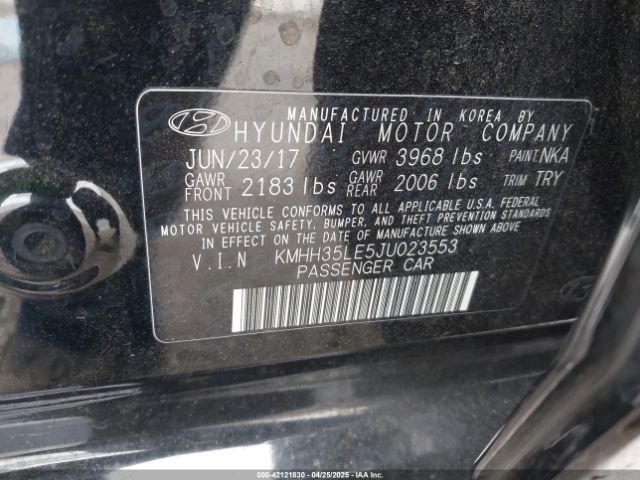 MANUFACTURED IN KOREA BY
HYUNDAI MOTOR COMPANY
JUN/23/17 GVWR 3968 lbs PAINT:NKA
GAWR FRONT 2183 lbs GAWR REAR 2006 lbs TRIM TRY
THIS VEHICLE CONFORMS TO ALL APPLICABLE U.S.A. FEDERAL
MOTOR VEHICLE SAFETY, BUMPER, AND THEFT PREVENTION STANDARDS
IN EFFECT ON THE DATE OF MANUFACTURE SHOWN ABOVE.
V.I.N KMHH35LE5JU023553
PASSENGER CAR
000-42121830 - 04/25/2025 - WWW.IAAI.COM